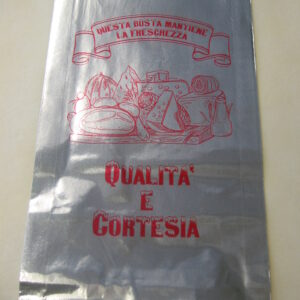 QUESTA BUSTA MANTIENE
LA FRESCHEZZA
QUALITA'
E
CORTESIA